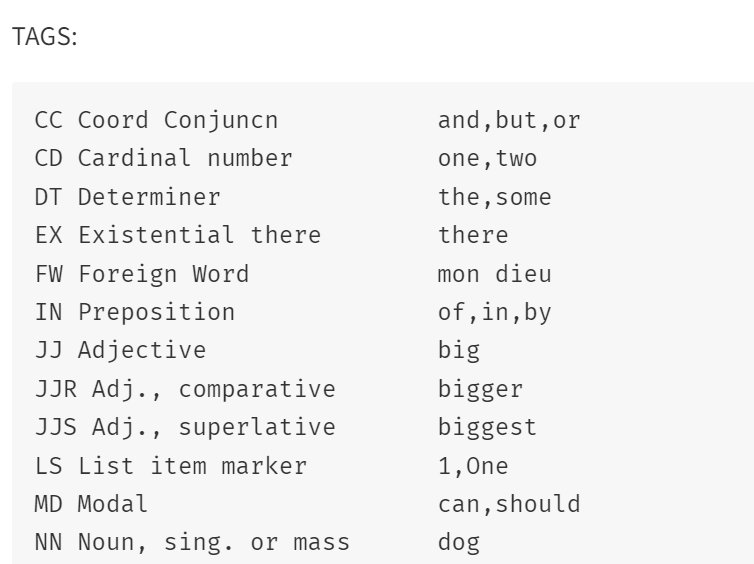 TAGS:
CC Coord Conjuncn and,but,or
CD Cardinal number one,two
DT Determiner the,some
EX Existential there there
FW Foreign Word mon dieu
IN Preposition of,in,by
JJ Adjective big
JJR Adj., comparative bigger
JJS Adj., superlative biggest
LS List item marker 1,One
MD Modal can,should
NN Noun, sing. or mass dog